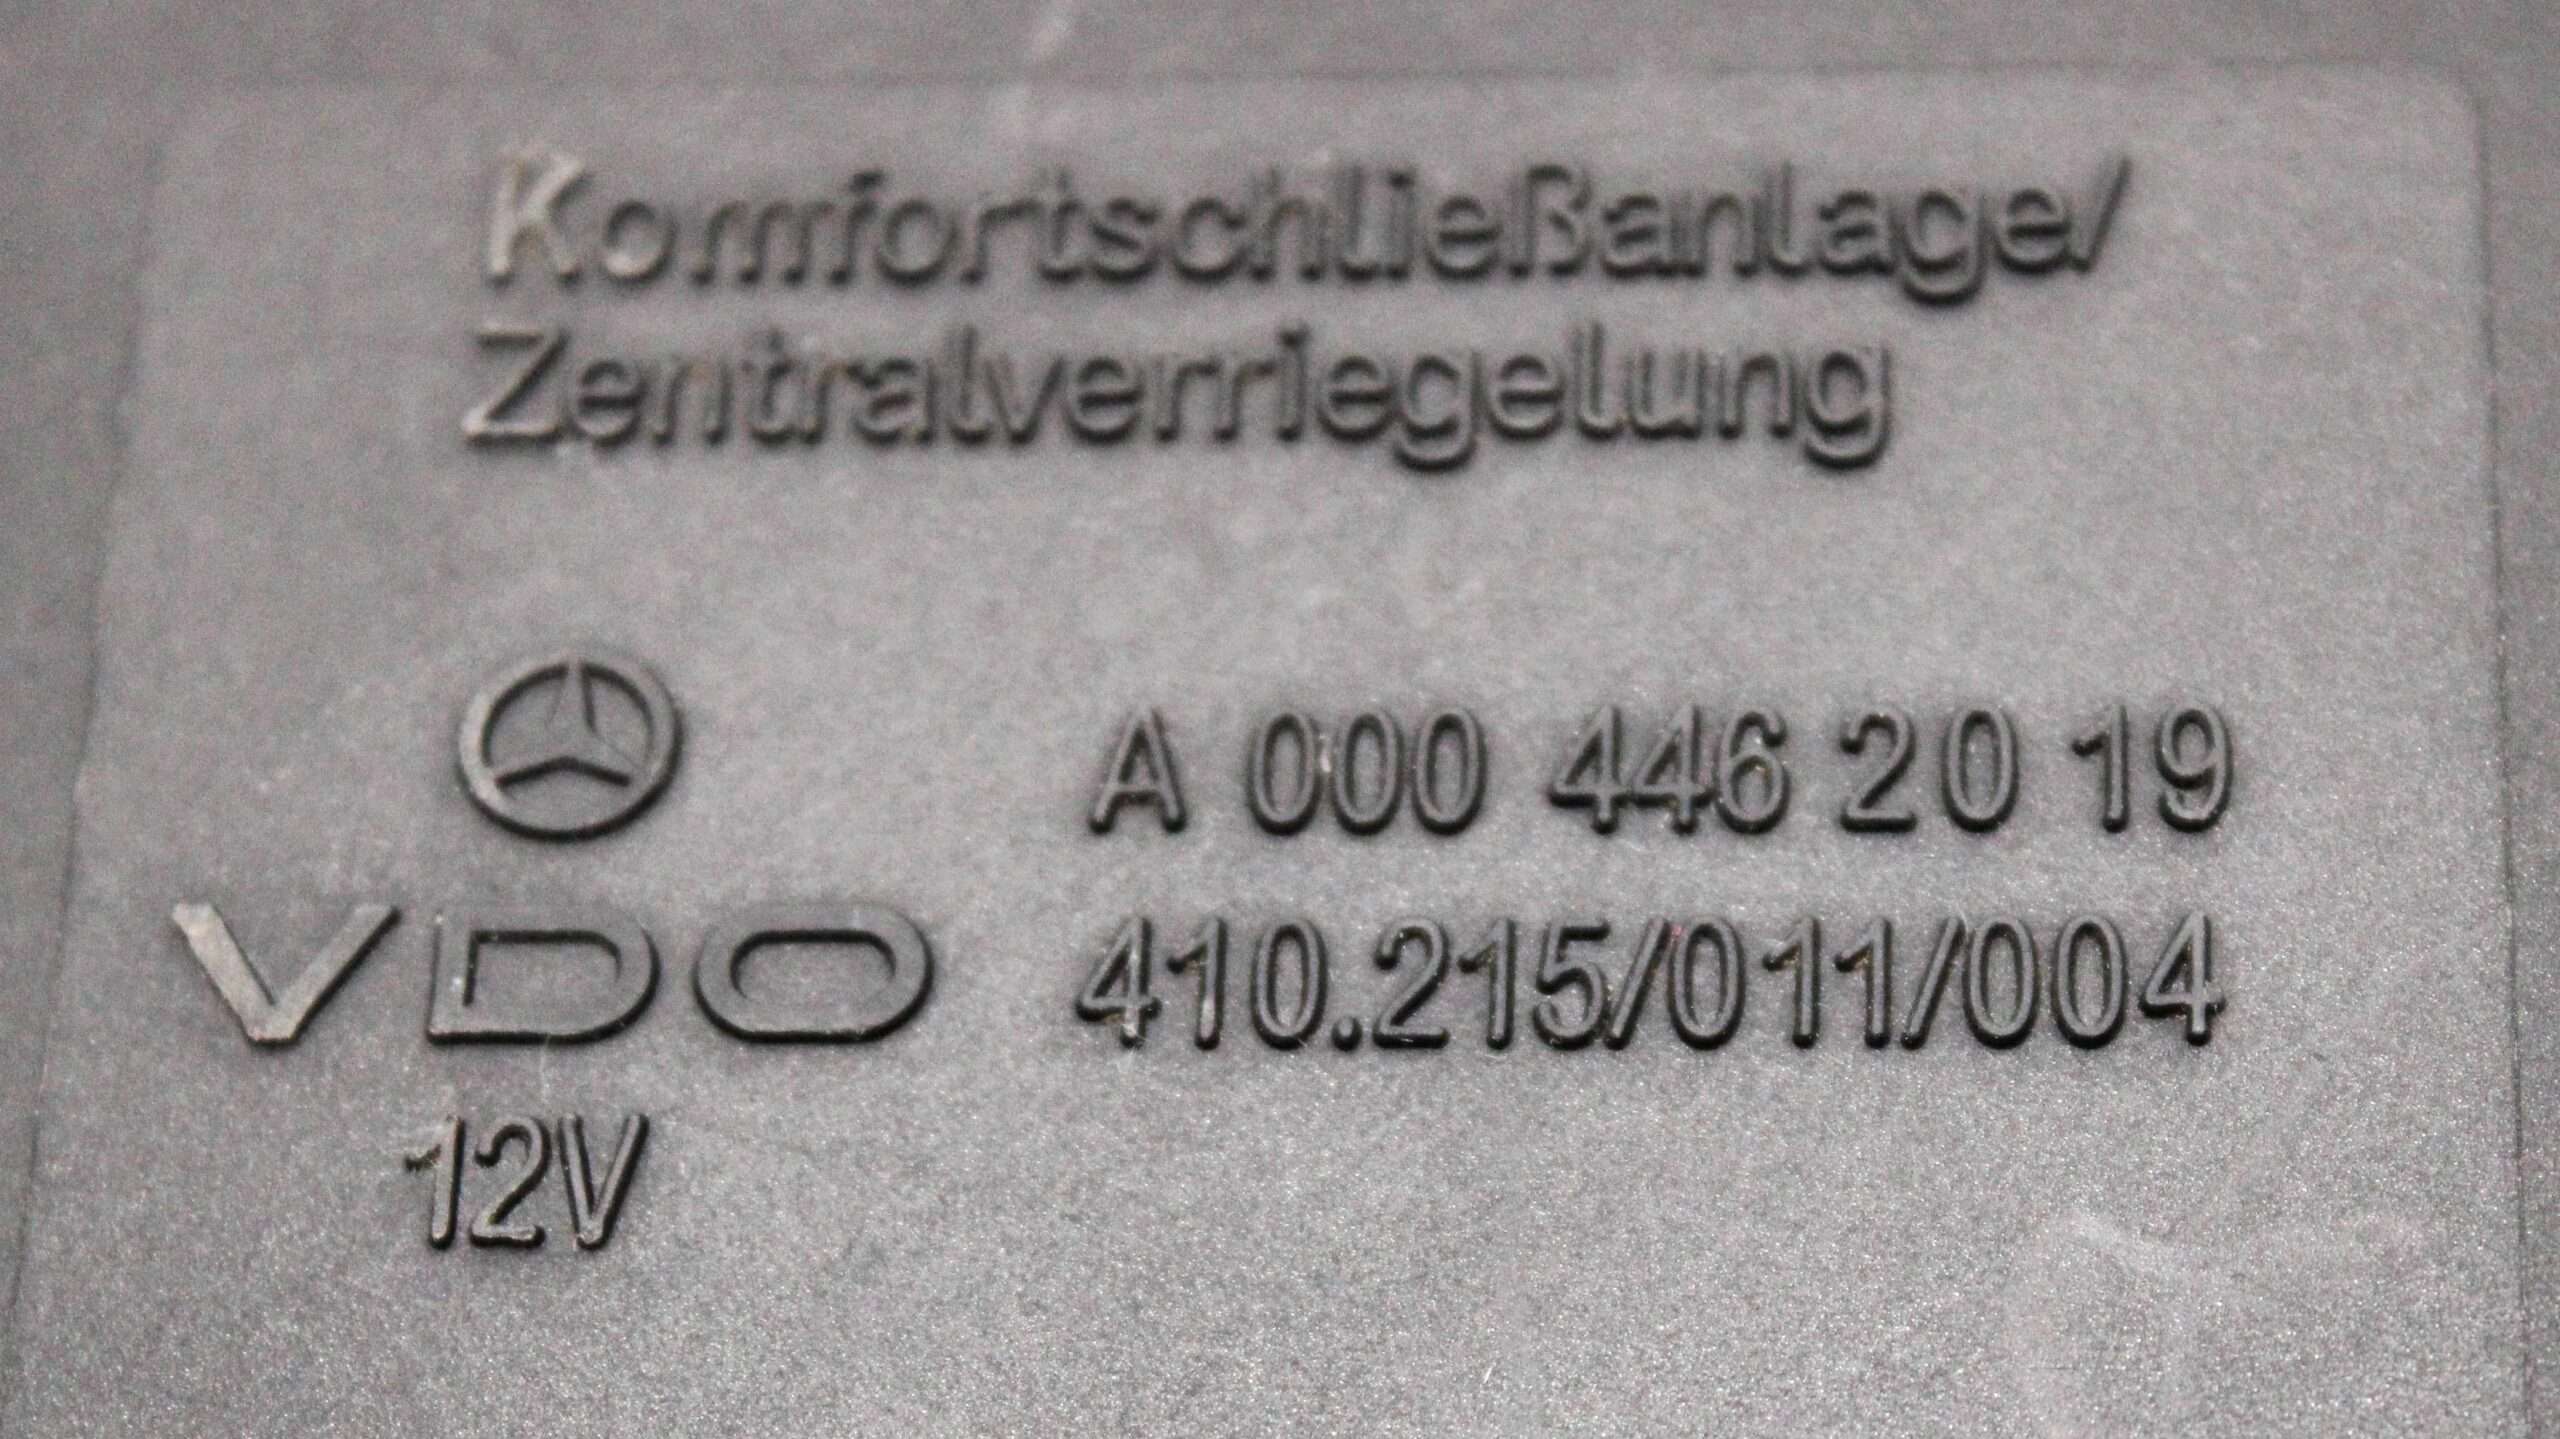 Komfortschließanlage/
Zentralverriegelung
A 000 446 20 19
VDO 410.215/011/004
12V